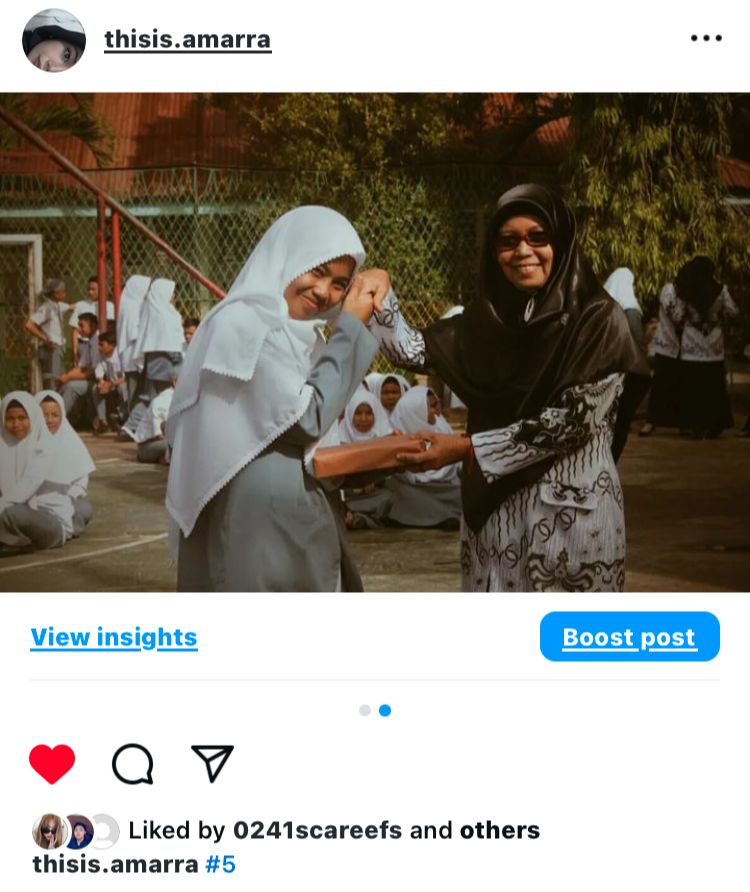 thisis.amarra
View insights
Boost post
Liked by 0241scareefs and others
thisis.amarra #5